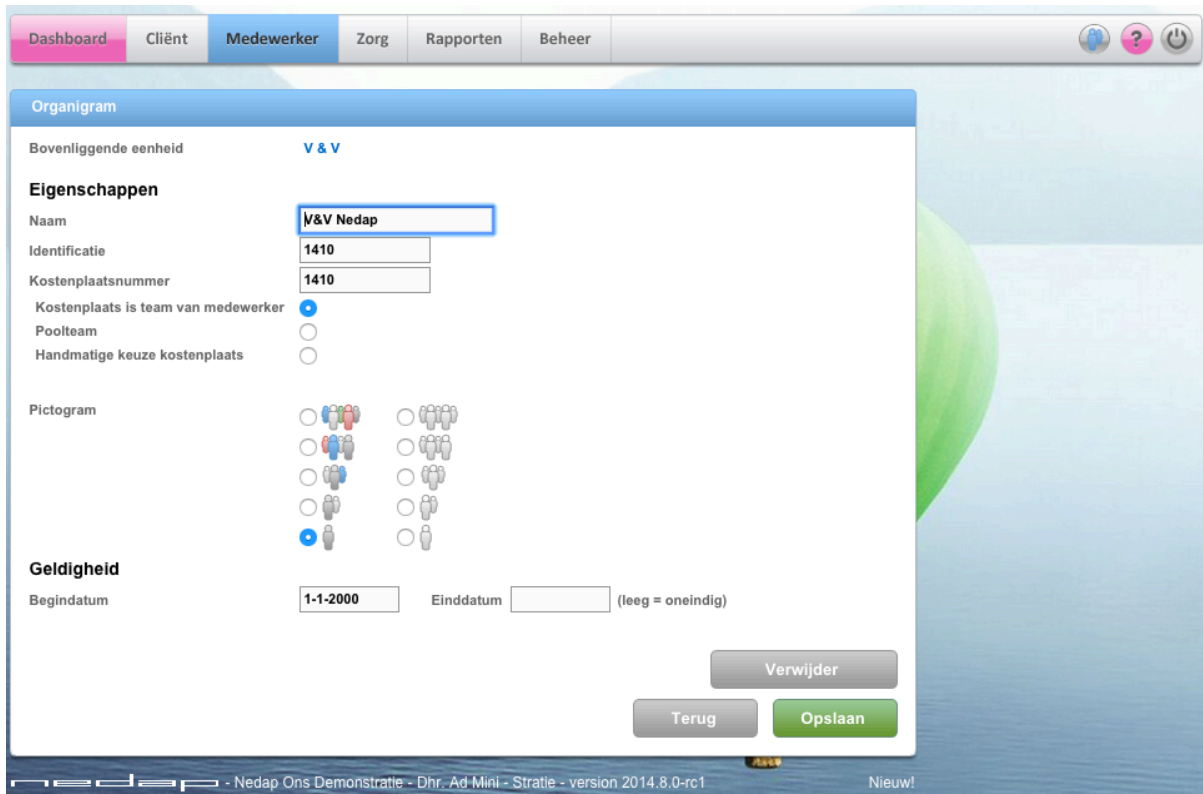 Dashboard Cliënt Medewerker Zorg Rapporten Beheer ?
Organigram
Bovenliggende eenheid V & V
Eigenschappen
Naam V&V Nedap
Identificatie 1410
Kostenplaatsnummer 1410
Kostenplaats is team van medewerker
Poolteam
Handmatige keuze kostenplaats
Pictogram
Geldigheid
Begindatum 1-1-2000 Einddatum (leeg = oneindig)
Verwijder
Terug Opslaan
nedap - Nedap Ons Demonstratie - Dhr. Ad Mini - Stratie - version 2014.8.0-rc1 Nieuw!